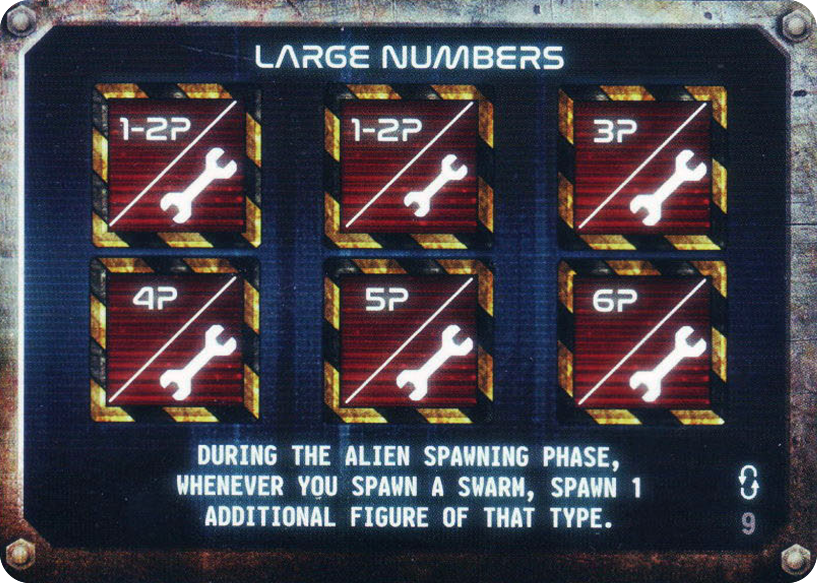 LARGE NUMBERS
1-2P 1-2P 3P
4P 5P 6P
DURING THE ALIEN SPAWNING PHASE,
WHENEVER YOU SPAWN A SWARM, SPAWN 1
ADDITIONAL FIGURE OF THAT TYPE.
9